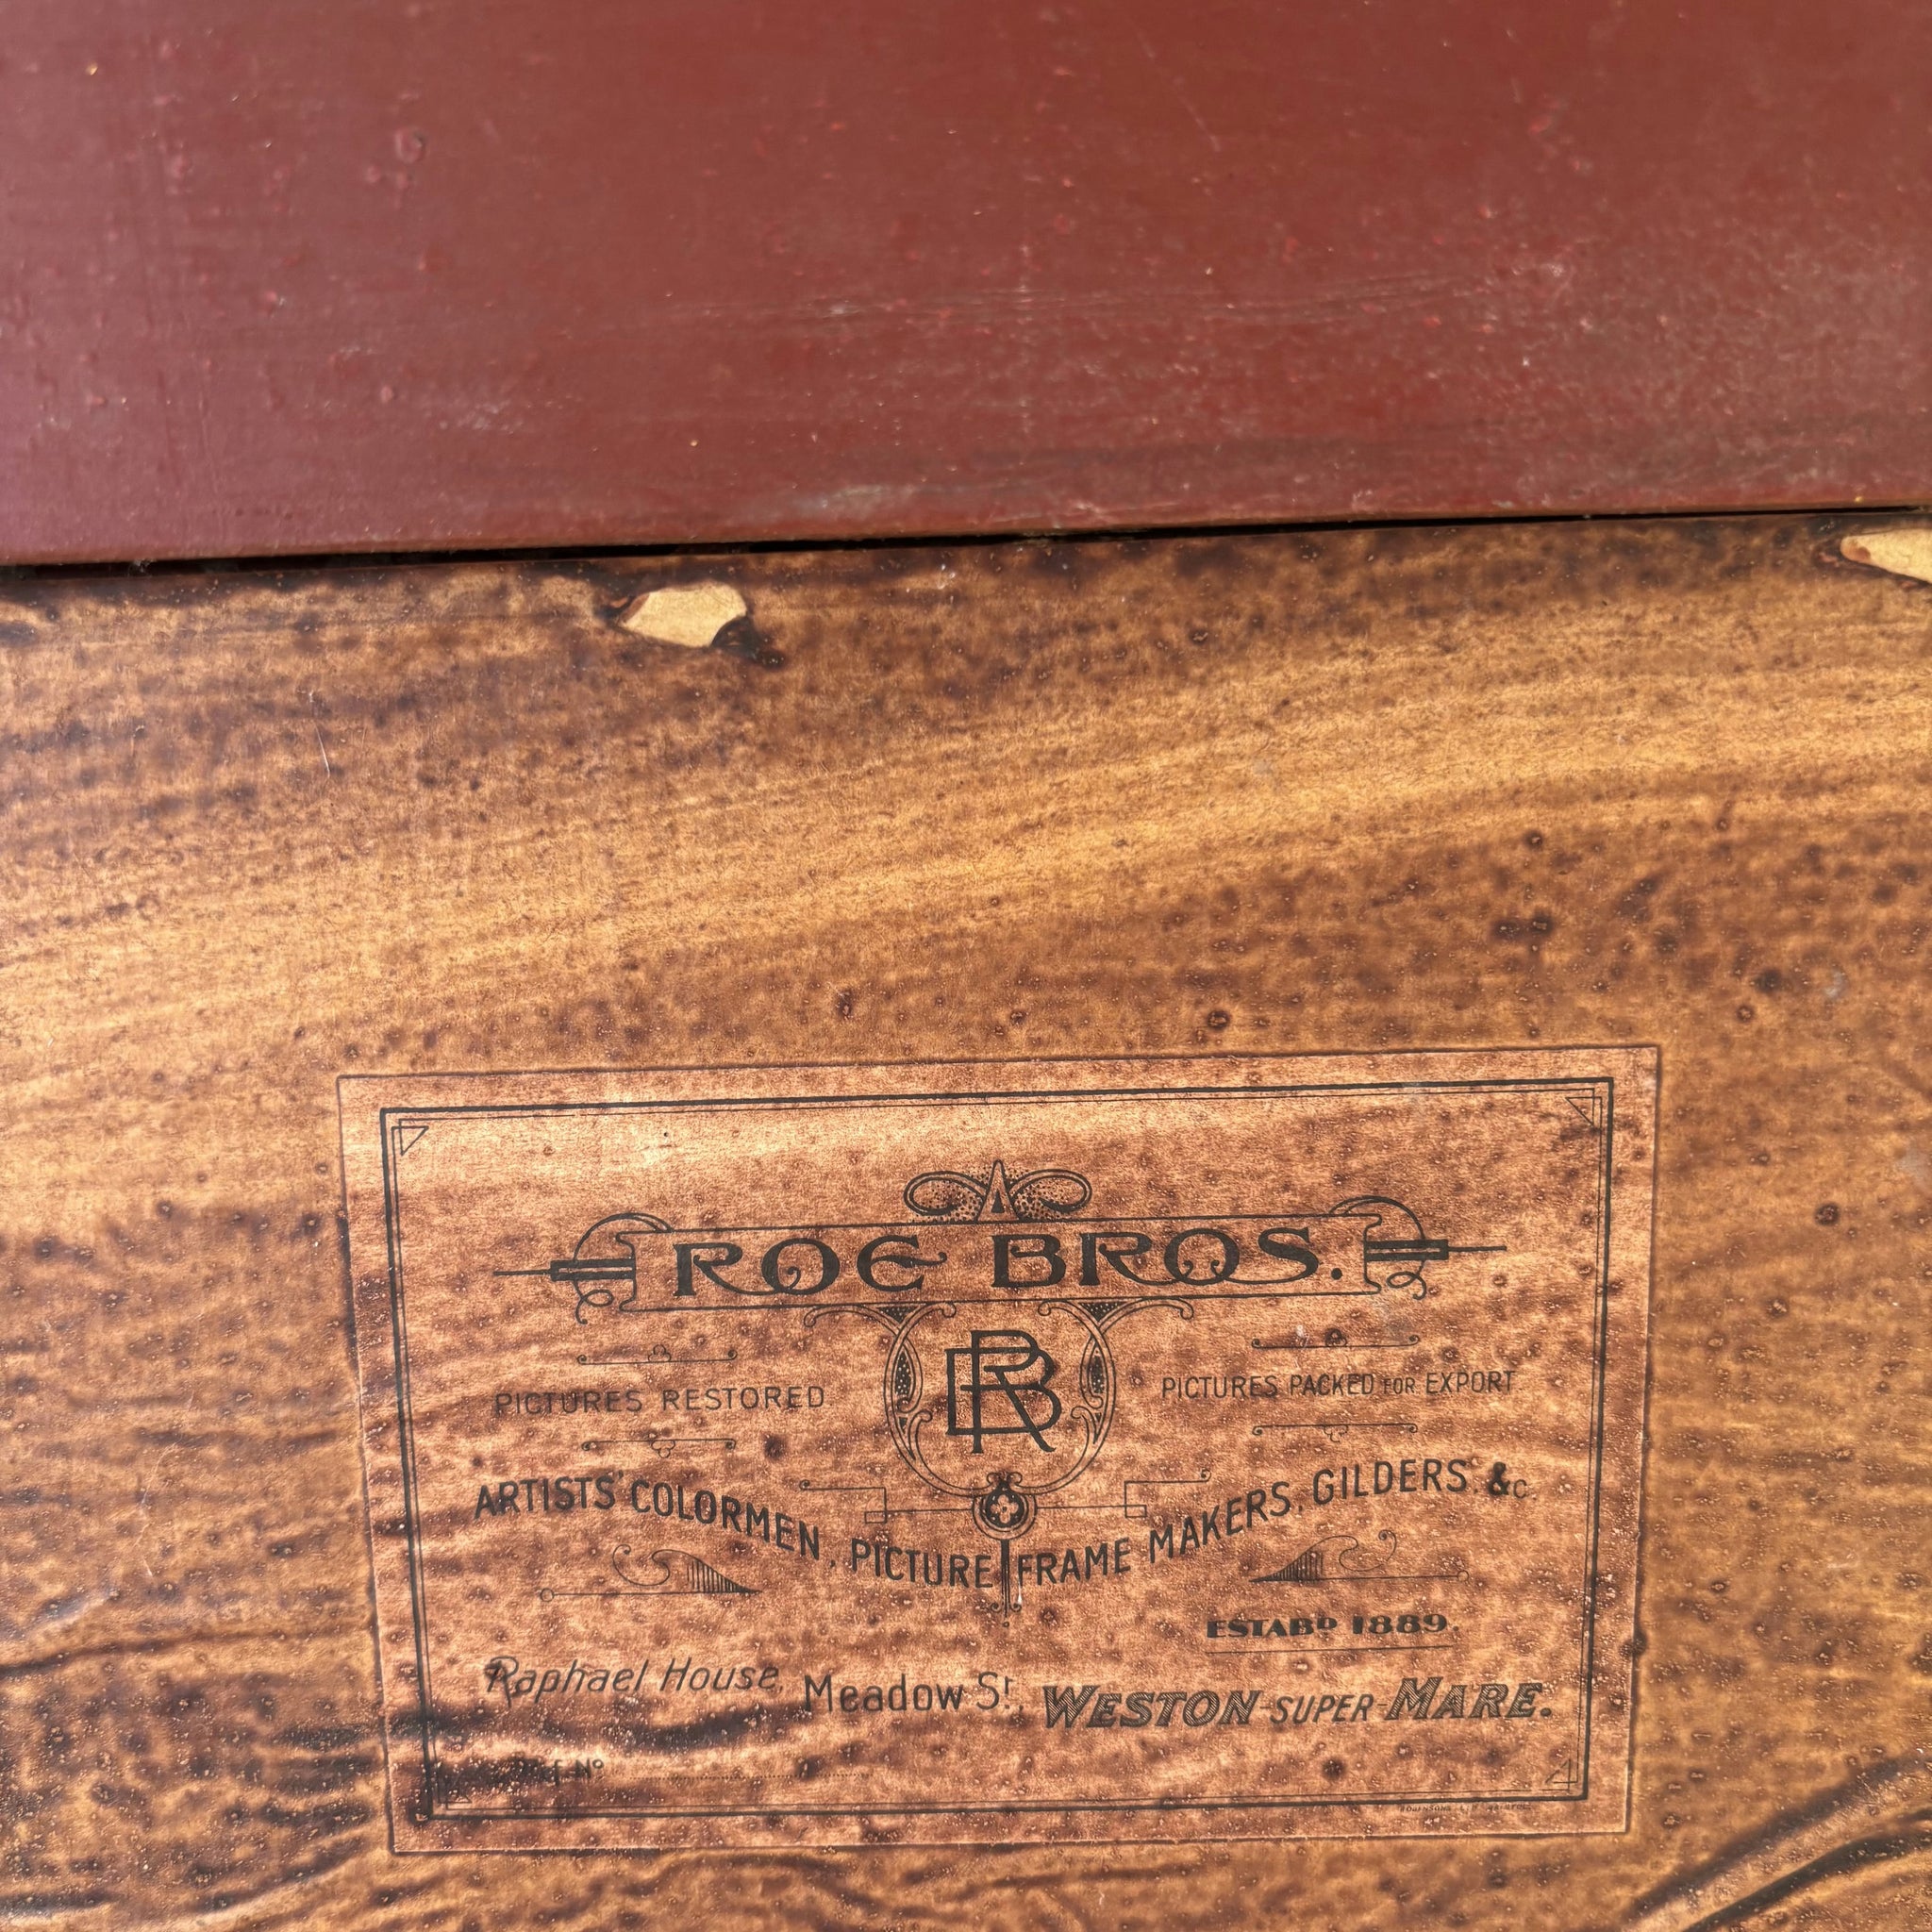 ROE BROS.
RB
PICTURES RESTORED.
PICTURES PACKED FOR EXPORT
ARTISTS' COLORMEN, PICTURE FRAME MAKERS, GILDERS. &c.
ESTABD 1889.
Raphael House, Meadow St, WESTON-SUPER-MARE.
Nº